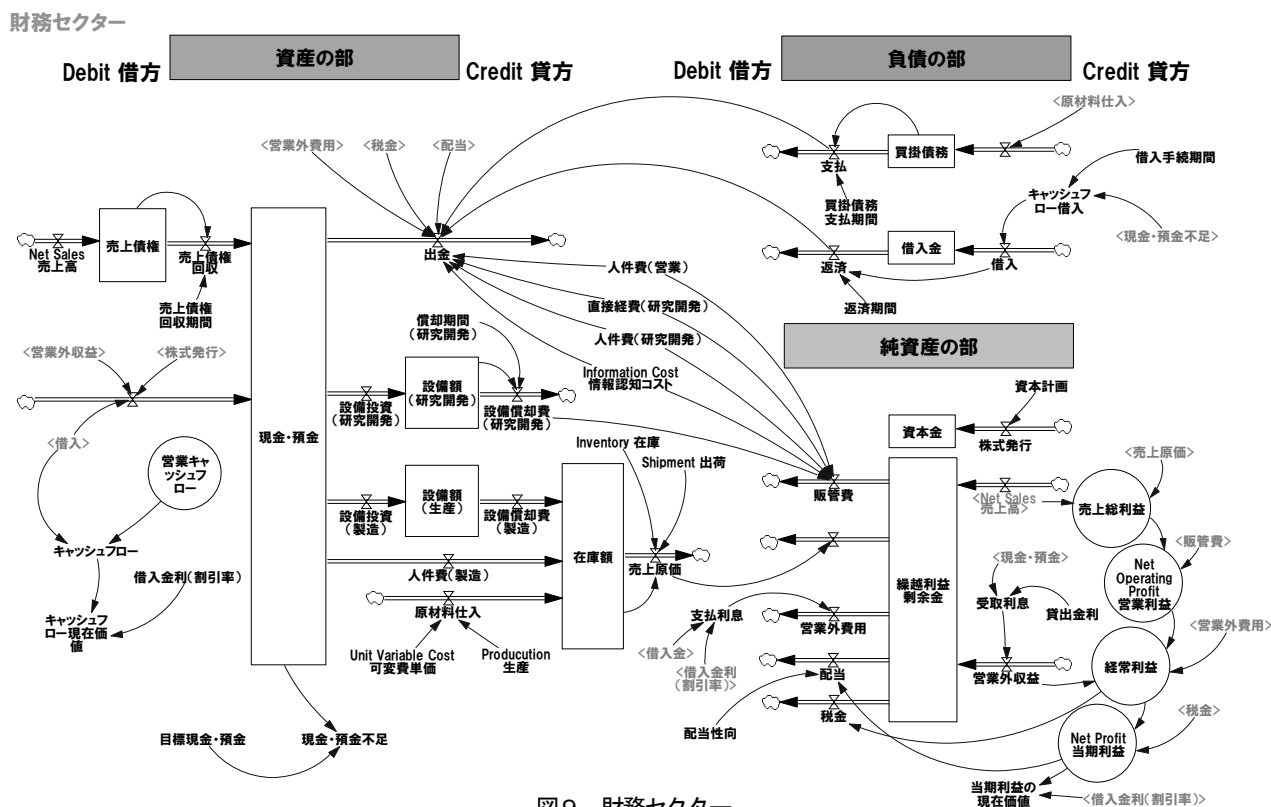 財務セクター
資産の部
負債の部
Debit 借方
Credit 貸方
Debit 借方
Credit 貸方
<原材料仕入>
<営業外費用>
<税金>
<配当>
支払
買掛債務
借入手続期間
買掛債務
支払期間
キャッシュフ
ロー借入
<現金・預金不足>
売上債権
Net Sales
売上高
売上債権
回収
売上債権
回収期間
出金
返済
借入金
借入
返済期間
人件費(営業)
直接経費(研究開発)
人件費(研究開発)
Information Cost
情報認知コスト
償却期間
(研究開発)
純資産の部
<営業外収益>
<株式発行>
設備投資
(研究開発)
設備額
(研究開発)
設備償却費
(研究開発)
資本計画
資本金
株式発行
<借入>
現金・預金
営業キャ
ッシュフ
ロー
Inventory 在庫
Shipment 出荷
<売上原価>
販管費
<Net Sales
売上高>
売上総利益
設備投資
(製造)
設備額
(生産)
設備償却費
(製造)
キャッシュフロー
借入金利(割引率)
キャッシュフ
ロー現在価
値
人件費(製造)
在庫額
売上原価
原材料仕入
Unit Variable Cost
可変費単価
Producution
生産
<販管費>
繰越利益
剰余金
<現金・預金>
受取利息
貸出金利
Net
Operating
Profit
営業利益
支払利息
営業外費用
<借入金>
<借入金利
(割引率)>
<営業外費用>
配当
営業外収益
経常利益
税金
配当性向
<税金>
Net Profit
当期利益
目標現金・預金
現金・預金不足
当期利益の
現在価値
<借入金利(割引率)>
図9 財務セクター